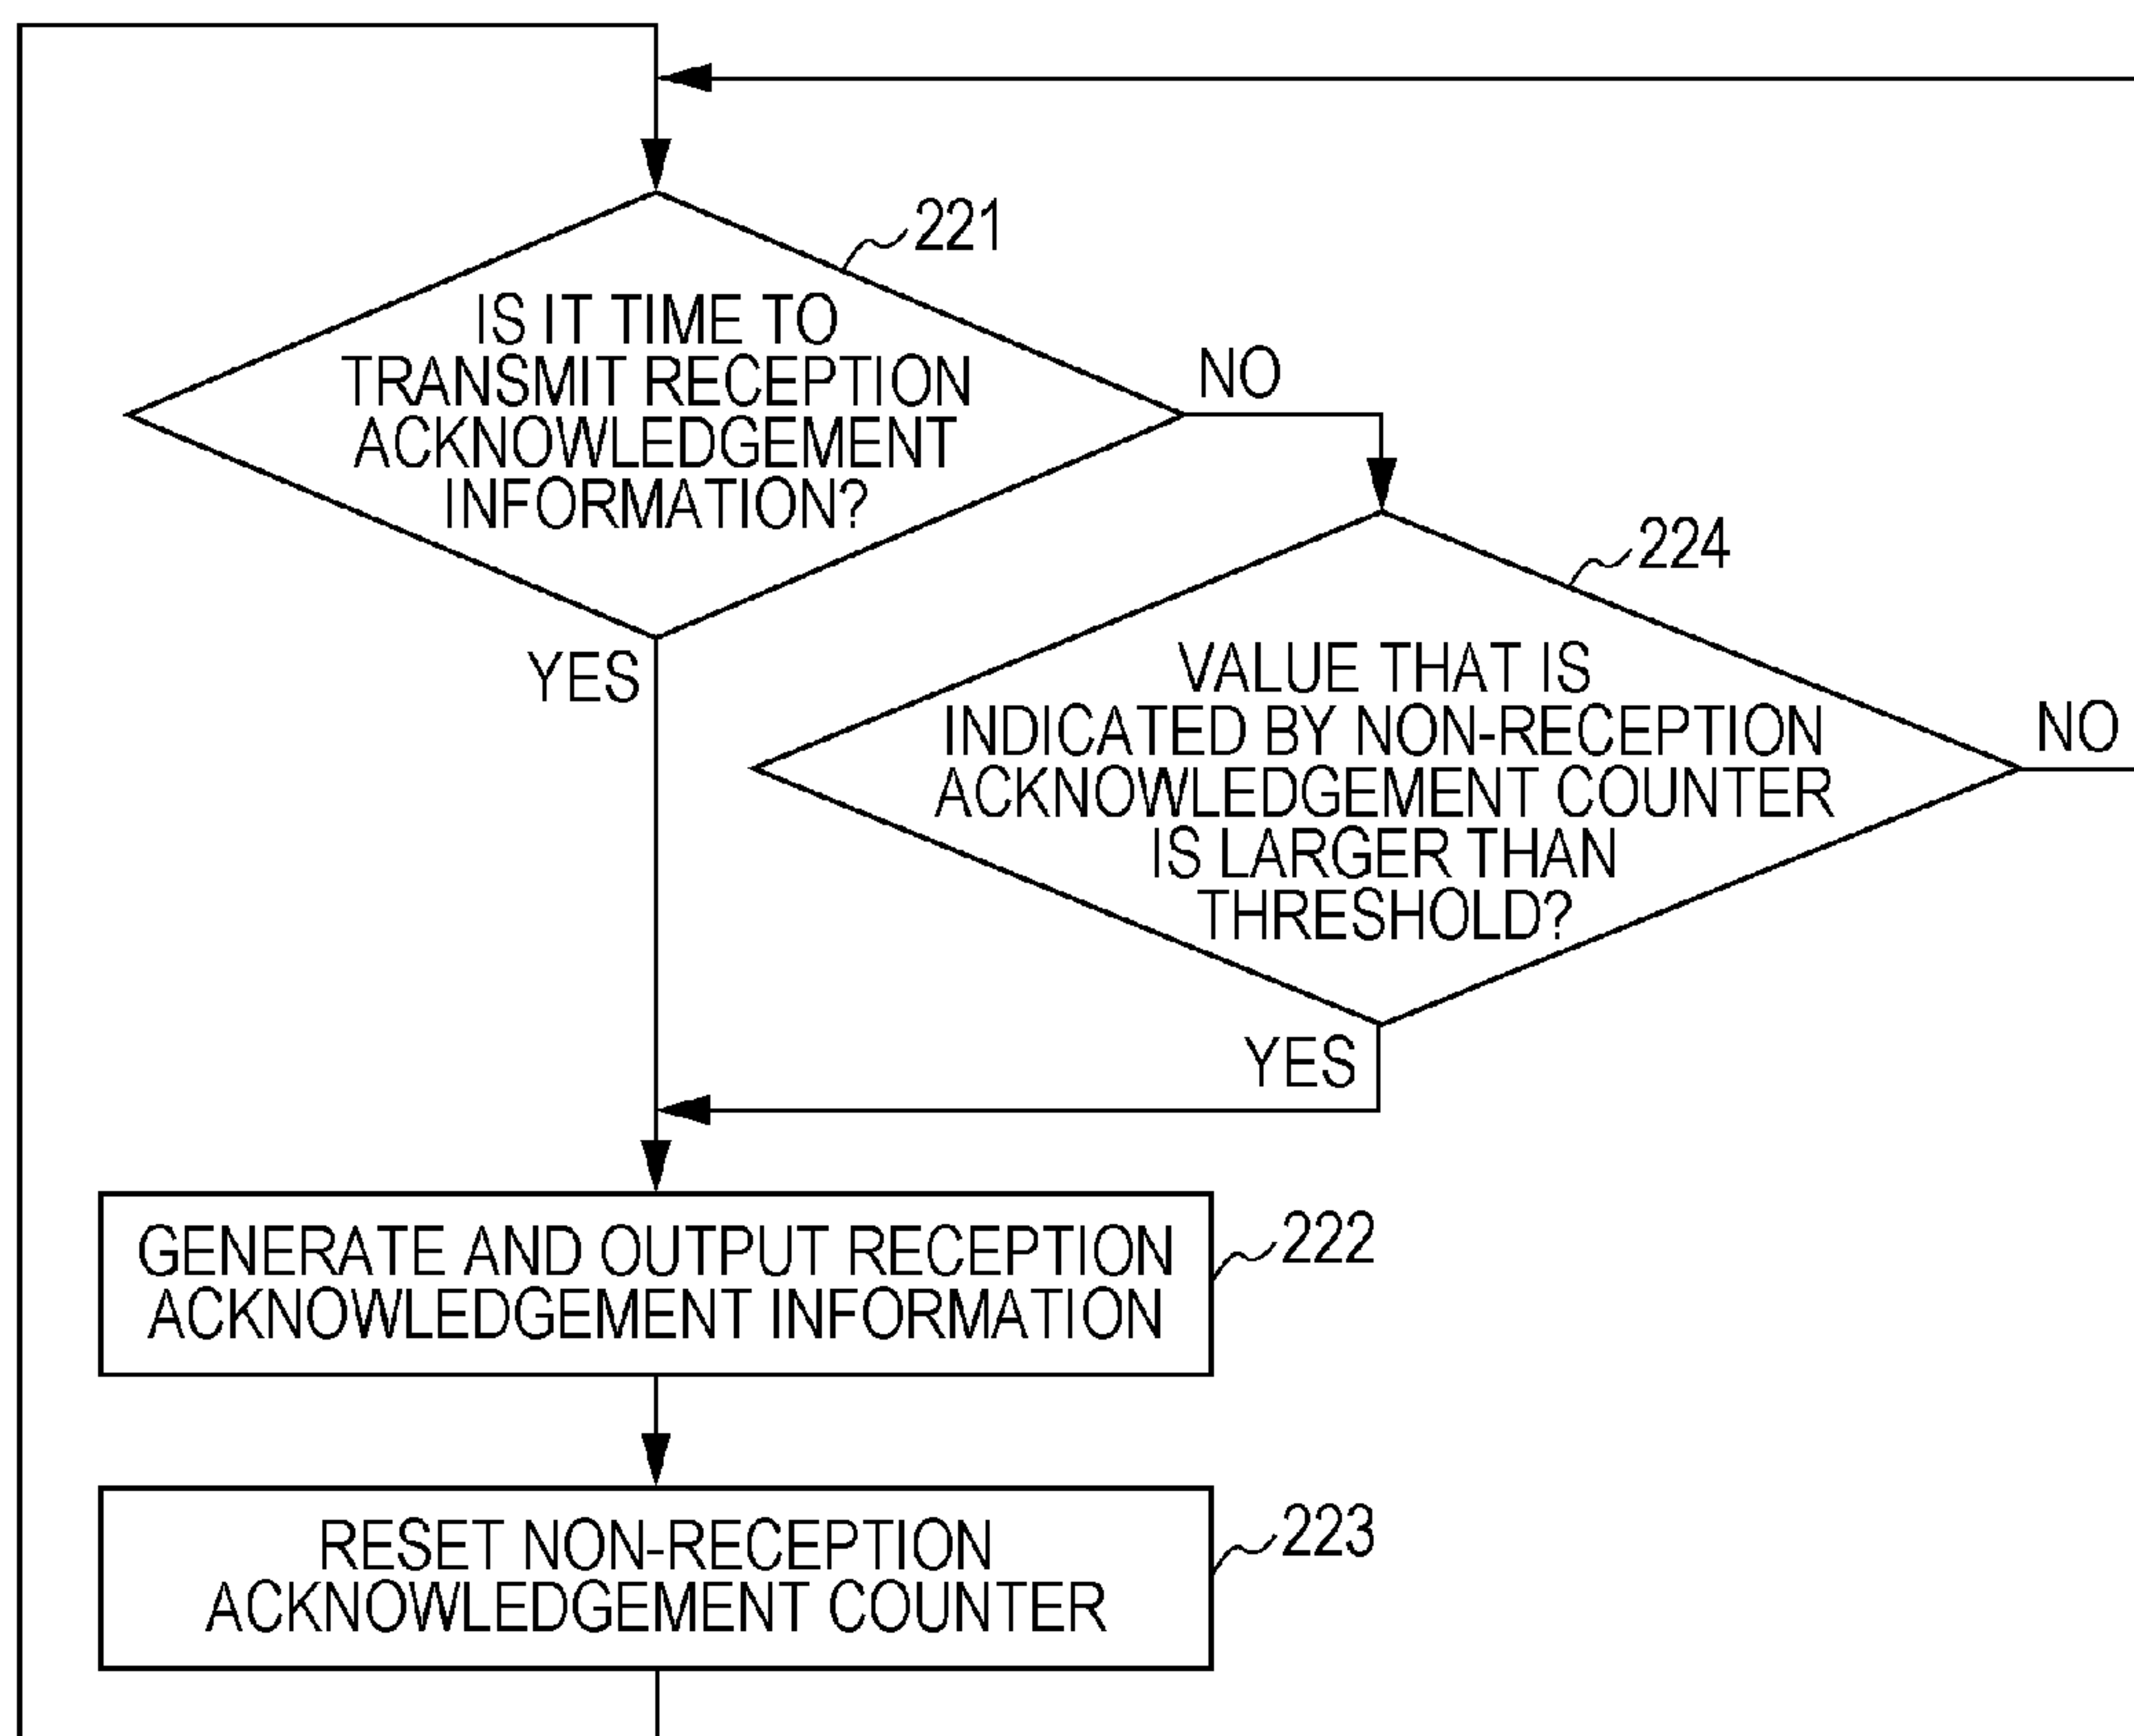 221
IS IT TIME TO
TRANSMIT RECEPTION
ACKNOWLEDGEMENT
INFORMATION?
NO
YES
224
VALUE THAT IS
INDICATED BY NON-RECEPTION
ACKNOWLEDGEMENT COUNTER
IS LARGER THAN
THRESHOLD?
NO
YES
GENERATE AND OUTPUT RECEPTION
ACKNOWLEDGEMENT INFORMATION
222
RESET NON-RECEPTION
ACKNOWLEDGEMENT COUNTER
223